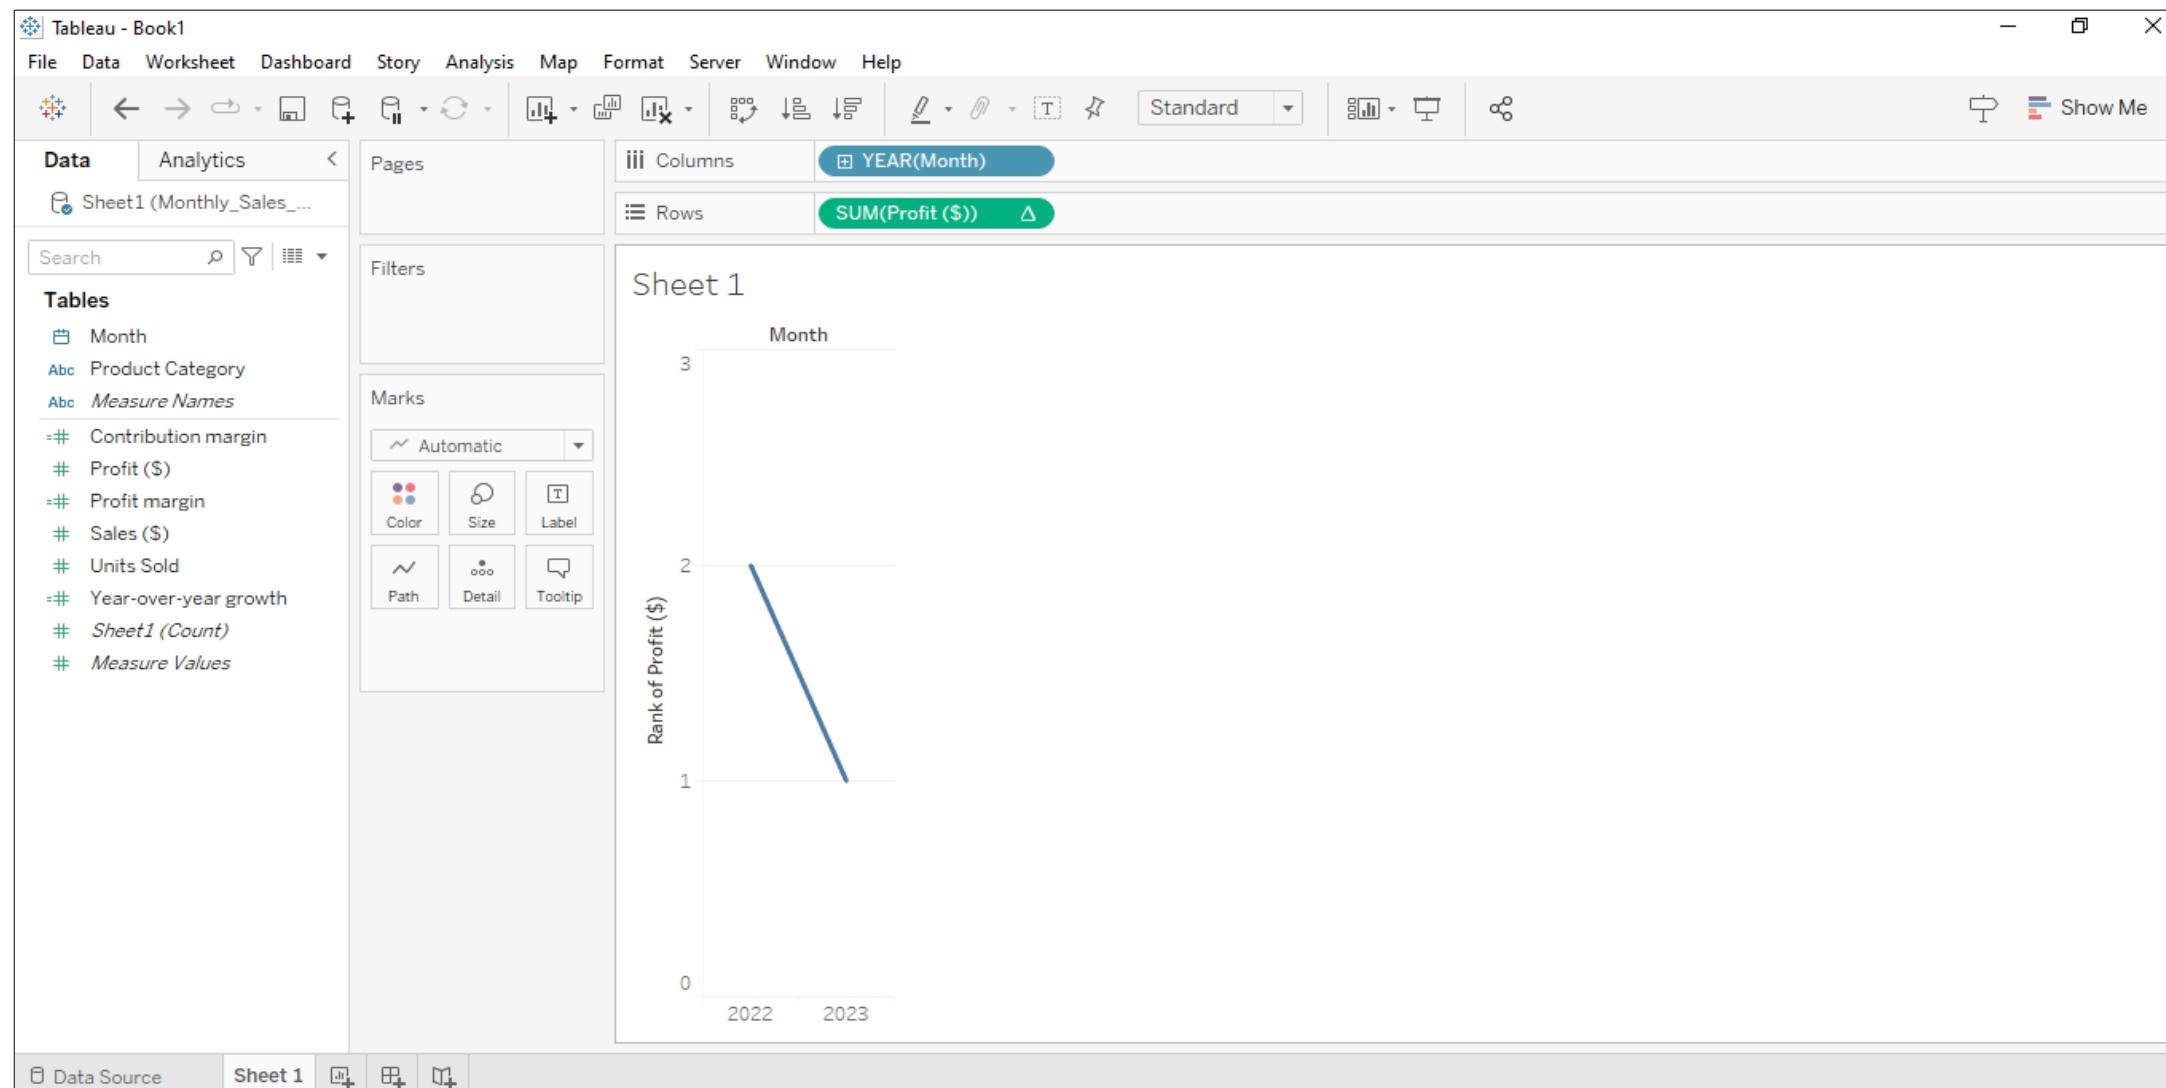 Tableau - Book1
File Data Worksheet Dashboard Story Analysis Map Format Server Window Help
Standard
Show Me
Data Analytics
Sheet1 (Monthly_Sales_...
Search
Tables
Month
Abc Product Category
Abc Measure Names
Contribution margin
Profit ($)
Profit margin
Sales ($)
Units Sold
Year-over-year growth
Sheet1 (Count)
Measure Values
Pages
Filters
Marks
Automatic
Color Size Label
Path Detail Tooltip
Columns YEAR(Month)
Rows SUM(Profit ($))
Sheet 1
Month
3
2
1
0
Rank of Profit ($)
2022 2023
Data Source Sheet 1